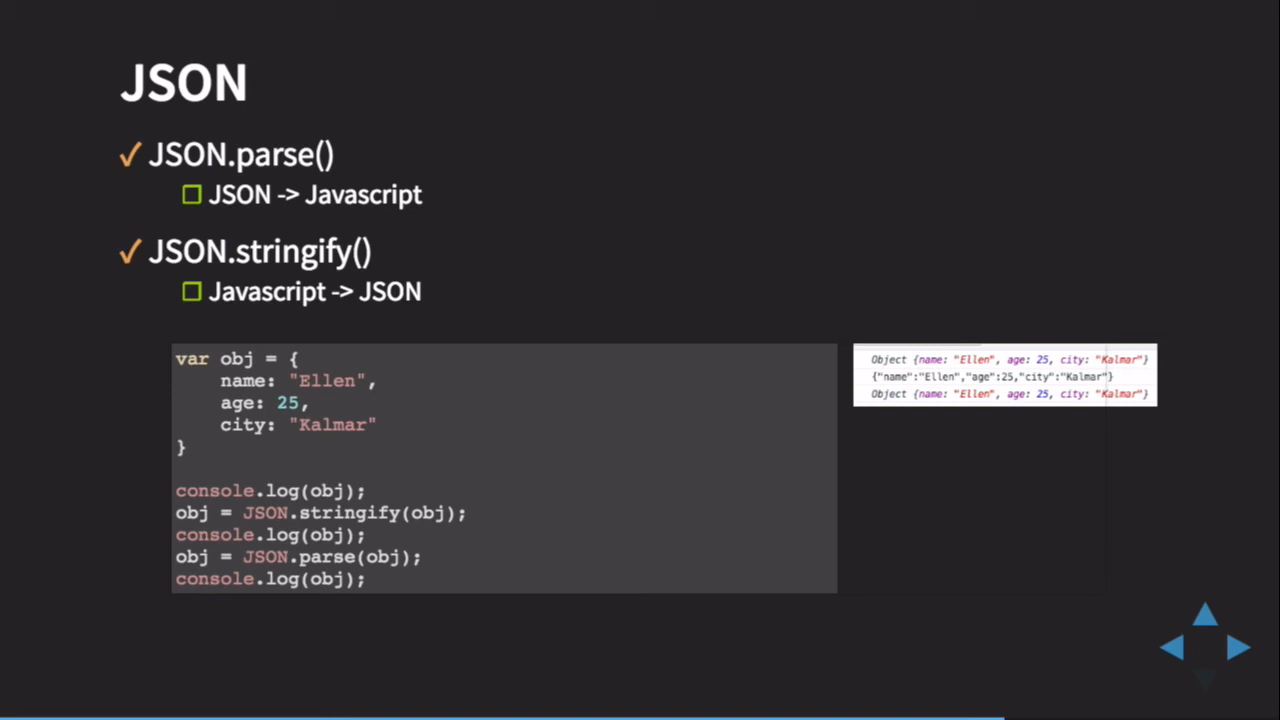 JSON
✓ JSON.parse()
JSON -> Javascript
✓ JSON.stringify()
Javascript -> JSON
var obj = {
    name: "Ellen",
    age: 25,
    city: "Kalmar"
}
console.log(obj);
obj = JSON.stringify(obj);
console.log(obj);
obj = JSON.parse(obj);
console.log(obj);
Object {name: "Ellen", age: 25, city: "Kalmar"}
{"name":"Ellen","age":25,"city":"Kalmar"}
Object {name: "Ellen", age: 25, city: "Kalmar"}